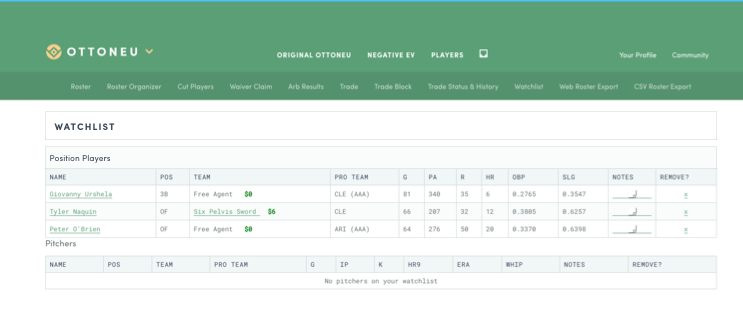 OTTONEU
ORIGINAL OTTONEU NEGATIVE EV PLAYERS
Your Profile Community
Roster Roster Organizer Cut Players Waiver Claim Arb Results Trade Trade Block Trade Status & History Watchlist Web Roster Export CSV Roster Export
WATCHLIST
Position Players
NAME POS TEAM PRO TEAM G PA R HR OBP SLG NOTES REMOVE?
Giovanny Urshela 3B Free Agent $0 CLE (AAA) 81 340 35 6 0.2765 0.3547 x
Tyler Naquin OF Six Pelvis Sword $6 CLE 66 207 32 12 0.3805 0.6257 x
Peter O'Brien OF Free Agent $0 ARI (AAA) 64 276 50 20 0.3370 0.6398 x
Pitchers
NAME POS TEAM PRO TEAM G IP K HR9 ERA WHIP NOTES REMOVE?
No pitchers on your watchlist